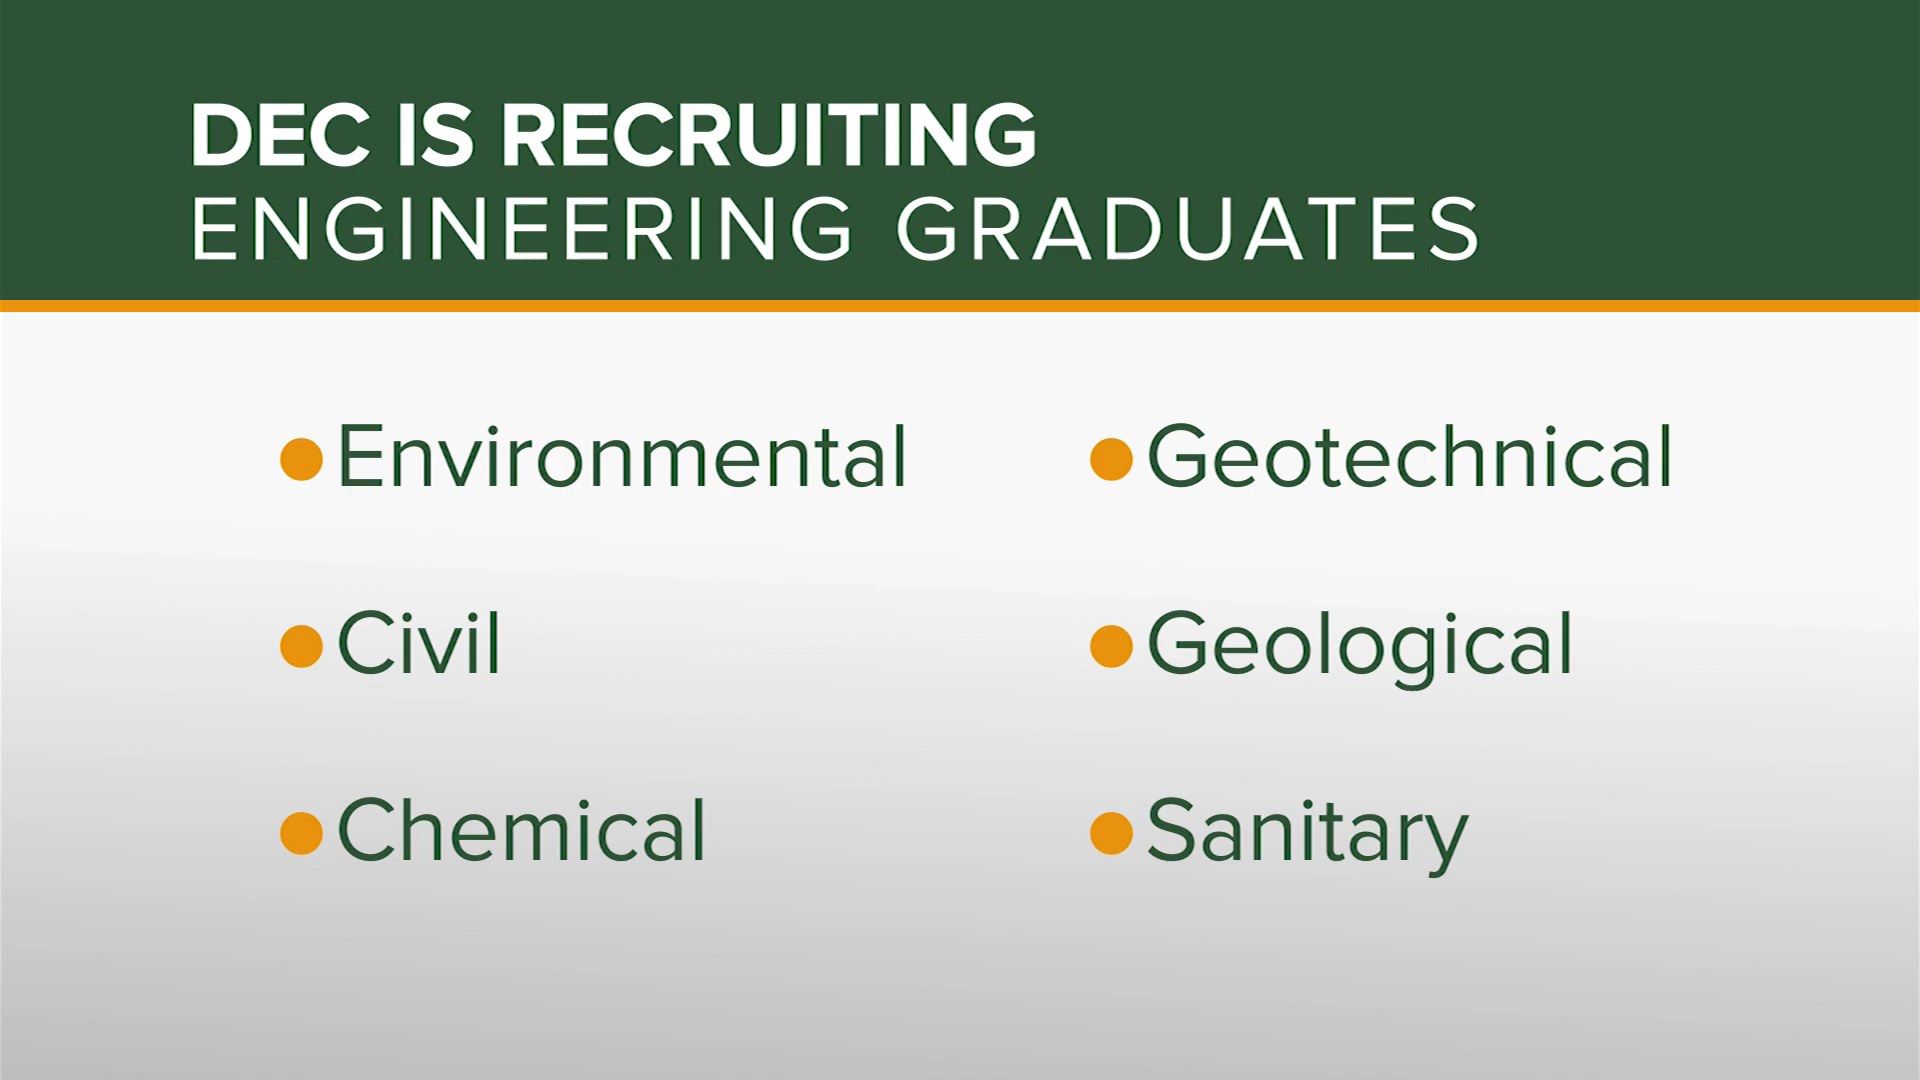 DEC IS RECRUITING
ENGINEERING GRADUATES
Environmental
Civil
Chemical
Geotechnical
Geological
Sanitary